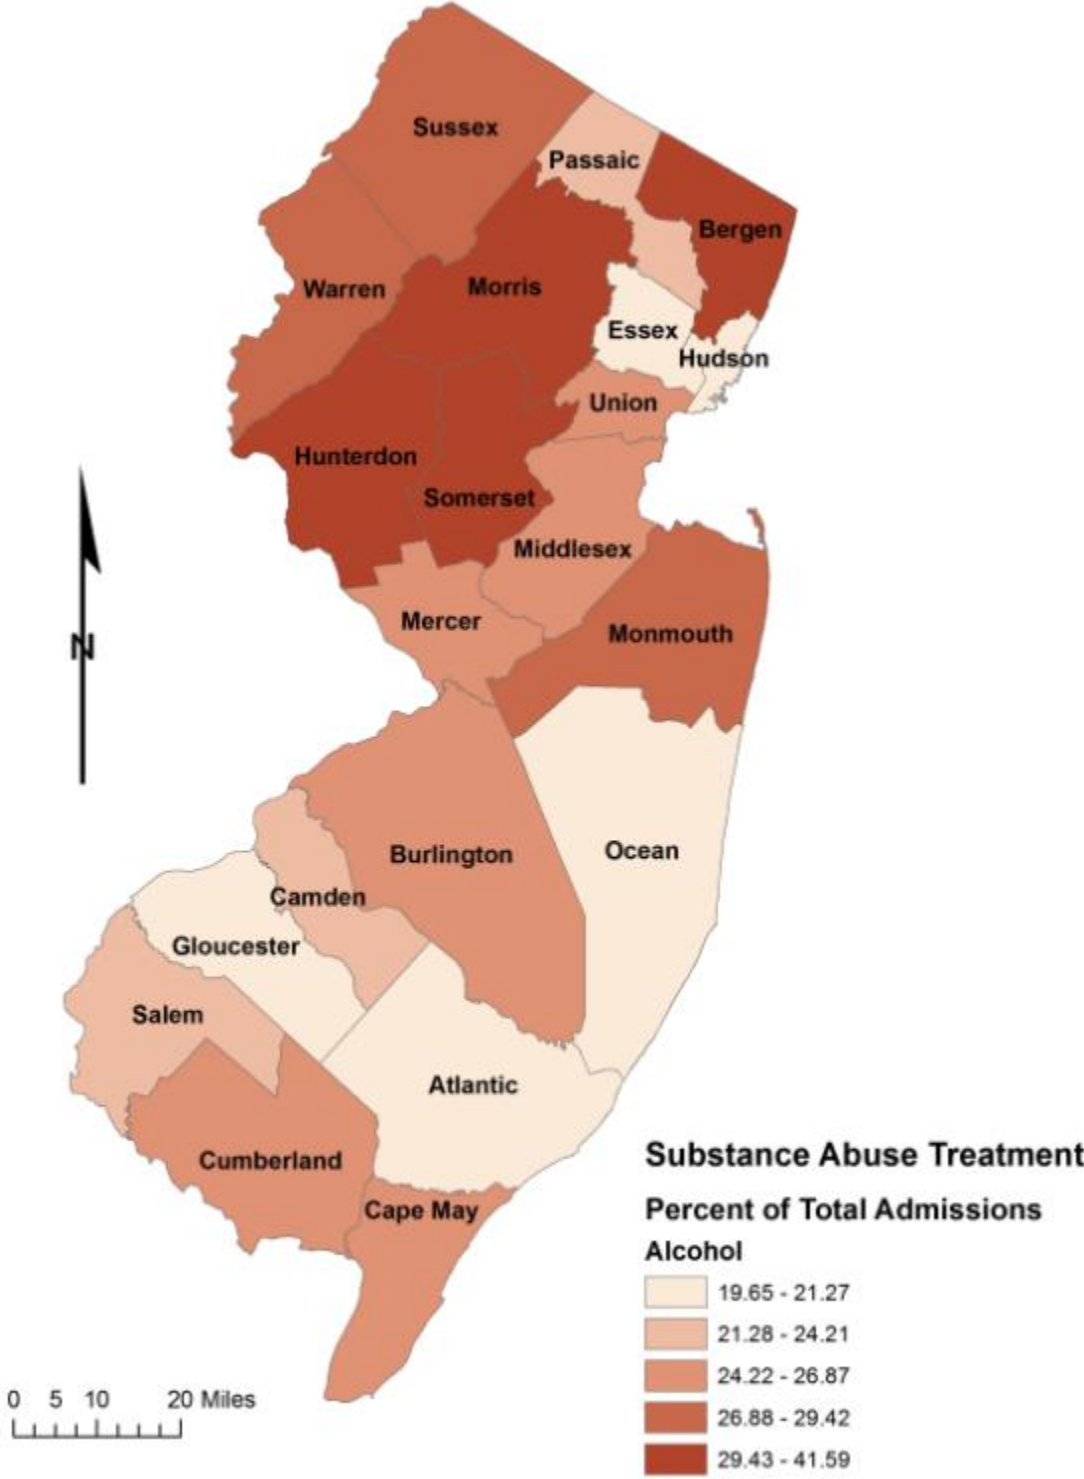 Sussex
Passaic
Bergen
Warren
Morris
Essex
Hudson
Union
Hunterdon
Somerset
Middlesex
Mercer
Monmouth
N
Burlington
Ocean
Camden
Gloucester
Salem
Atlantic
Cumberland
Cape May
Substance Abuse Treatment
Percent of Total Admissions
Alcohol
19.65 - 21.27
21.28 - 24.21
24.22 - 26.87
26.88 - 29.42
29.43 - 41.59
0 5 10 20 Miles